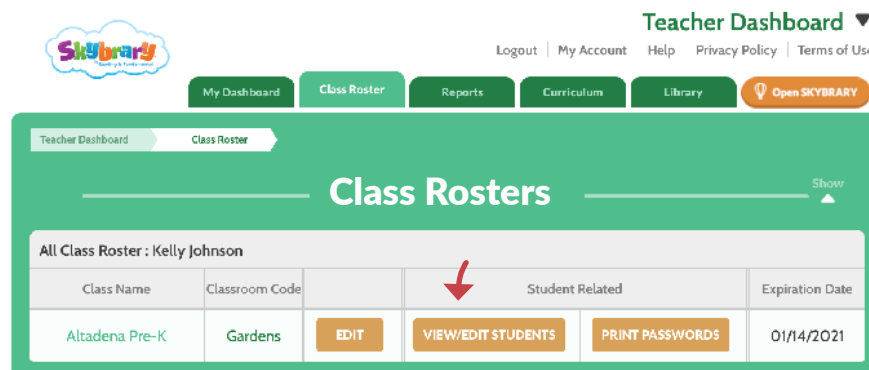 Teacher Dashboard
Skybrary
Logout My Account Help Privacy Policy Terms of Use
My Dashboard Class Roster Reports Curriculum Library Open SKYBRARY
Teacher Dashboard Class Roster
Class Rosters
Show
All Class Roster : Kelly Johnson
Class Name Classroom Code Student Related Expiration Date
Altadena Pre-K Gardens EDIT VIEW/EDIT STUDENTS PRINT PASSWORDS 01/14/2021